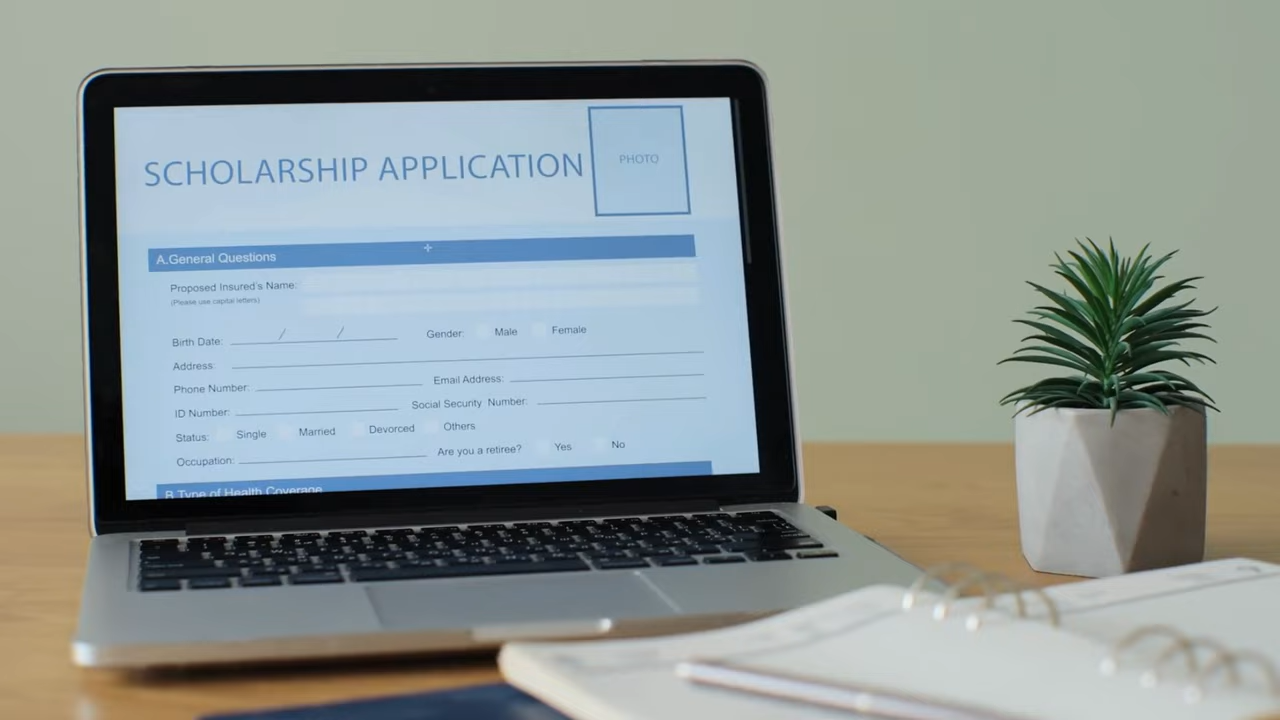 SCHOLARSHIP APPLICATION
PHOTO
A.General Questions
Proposed Insured's Name:
(Please use capital letters)
Birth Date: / / Gender: Male Female
Address:
Phone Number: Email Address:
ID Number: Social Security Number:
Status: Single Married Devorced Others
Occupation: Are you a retiree? Yes No
B.Type of Health Coverage